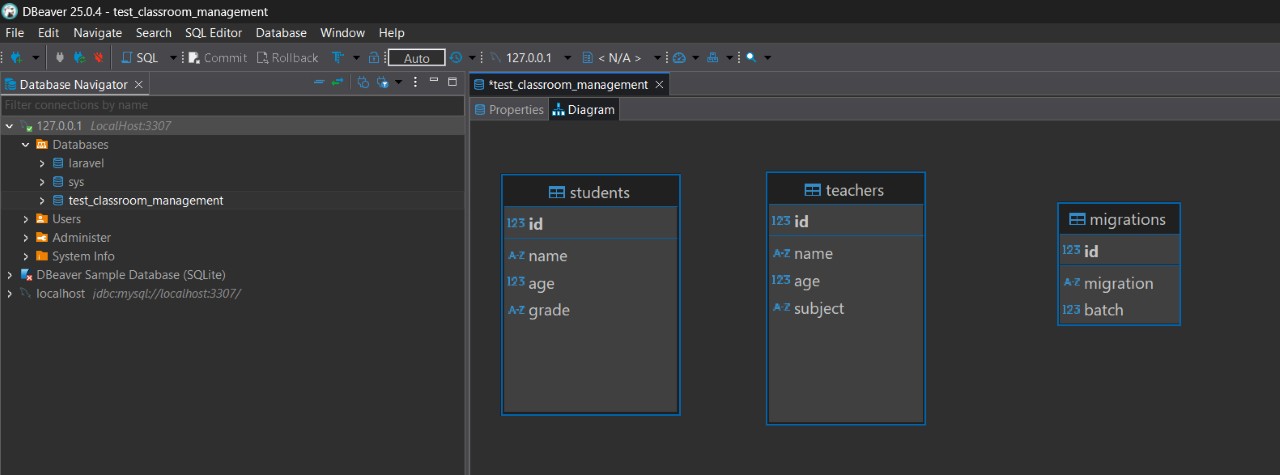 DBeaver 25.0.4 - test_classroom_management
File Edit Navigate Search SQL Editor Database Window Help
SQL Commit Rollback Auto 127.0.0.1 < N/A >
Database Navigator
*test_classroom_management
Filter connections by name
Properties Diagram
127.0.0.1 LocalHost:3307
Databases
laravel
sys
test_classroom_management
Users
Administer
System Info
DBeaver Sample Database (SQLite)
localhost jdbc:mysql://localhost:3307/
students
123 id
A-Z name
123 age
A-Z grade
teachers
123 id
A-Z name
123 age
A-Z subject
migrations
123 id
A-Z migration
123 batch